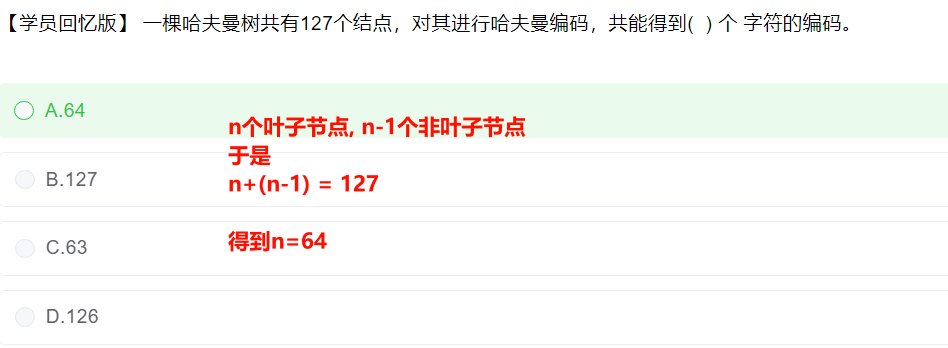 【学员回忆版】 一棵哈夫曼树共有127个结点，对其进行哈夫曼编码，共能得到(  ) 个 字符的编码。
A.64
n个叶子节点, n-1个非叶子节点
于是
B.127
n+(n-1) = 127
得到n=64
C.63
D.126